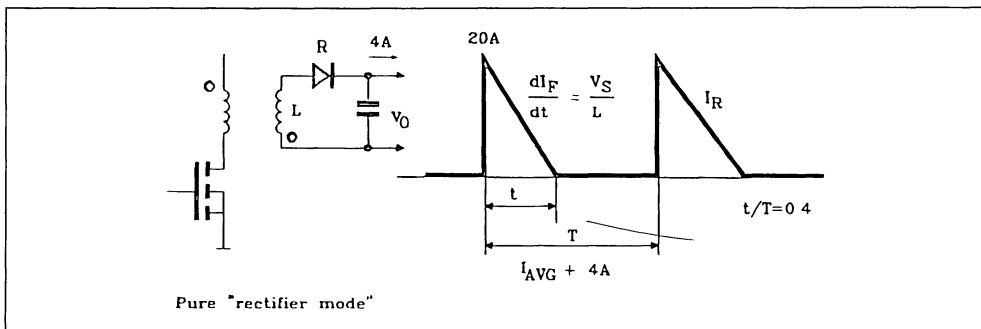 R
4A
L
V_O
Pure "rectifier mode"
20A
dI_F/dt = V_S/L
I_R
t
t/T=0 4
T
I_AVG + 4A